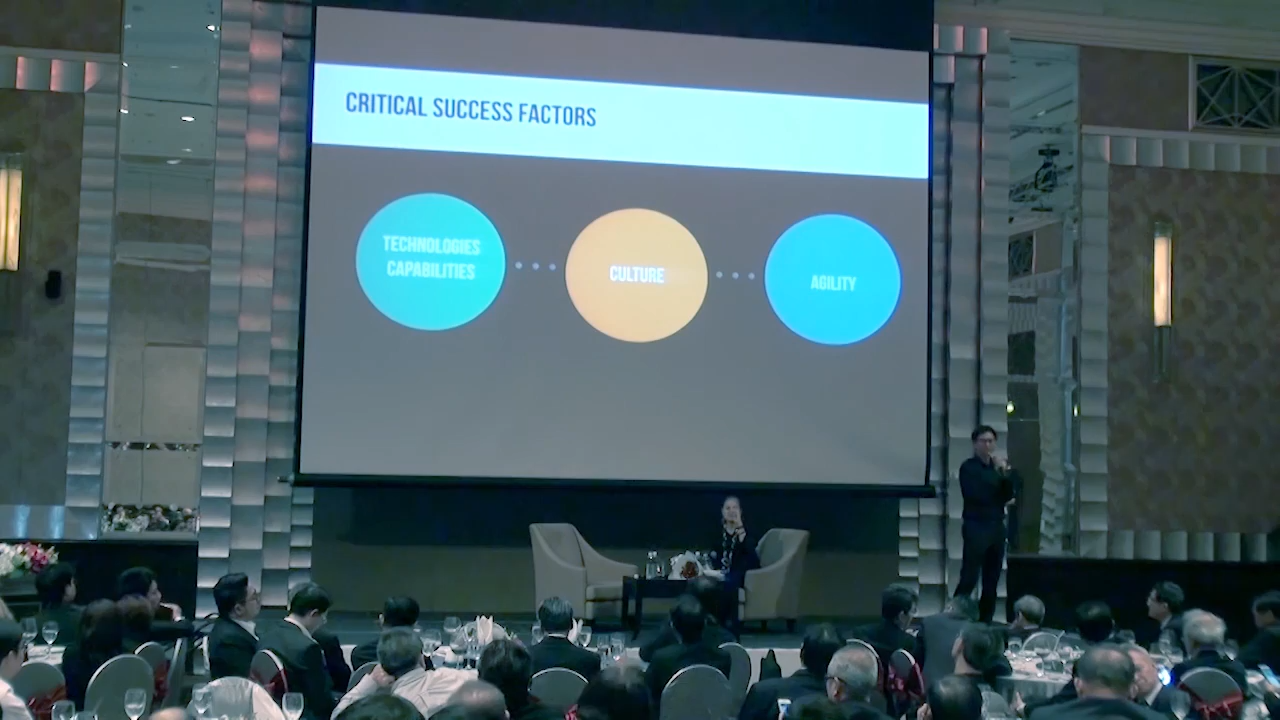 CRITICAL SUCCESS FACTORS
TECHNOLOGIES
CAPABILITIES
CULTURE
AGILITY